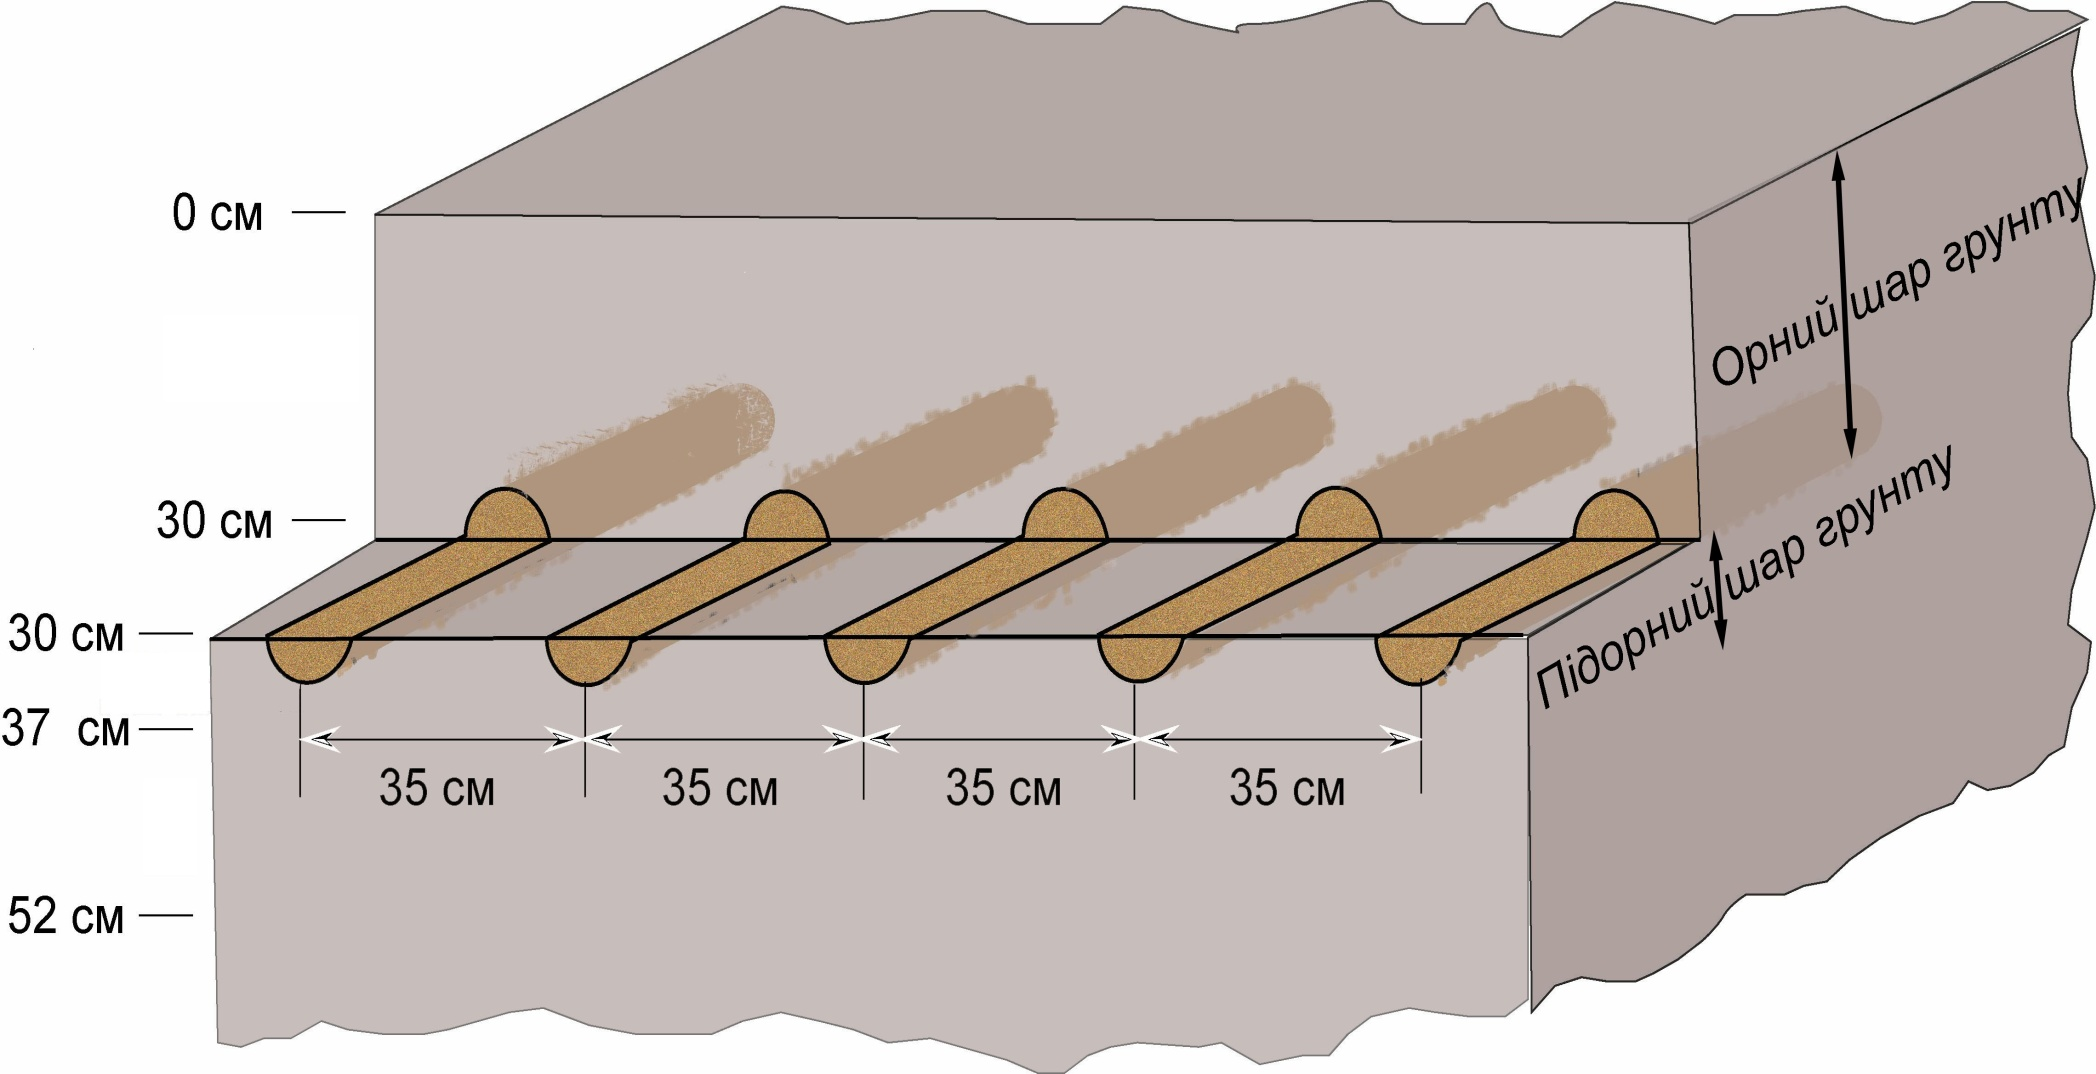 0 см
Орний шар грунту
30 см
Підорний шар грунту
30 см
37 см
35 см
35 см
35 см
35 см
52 см